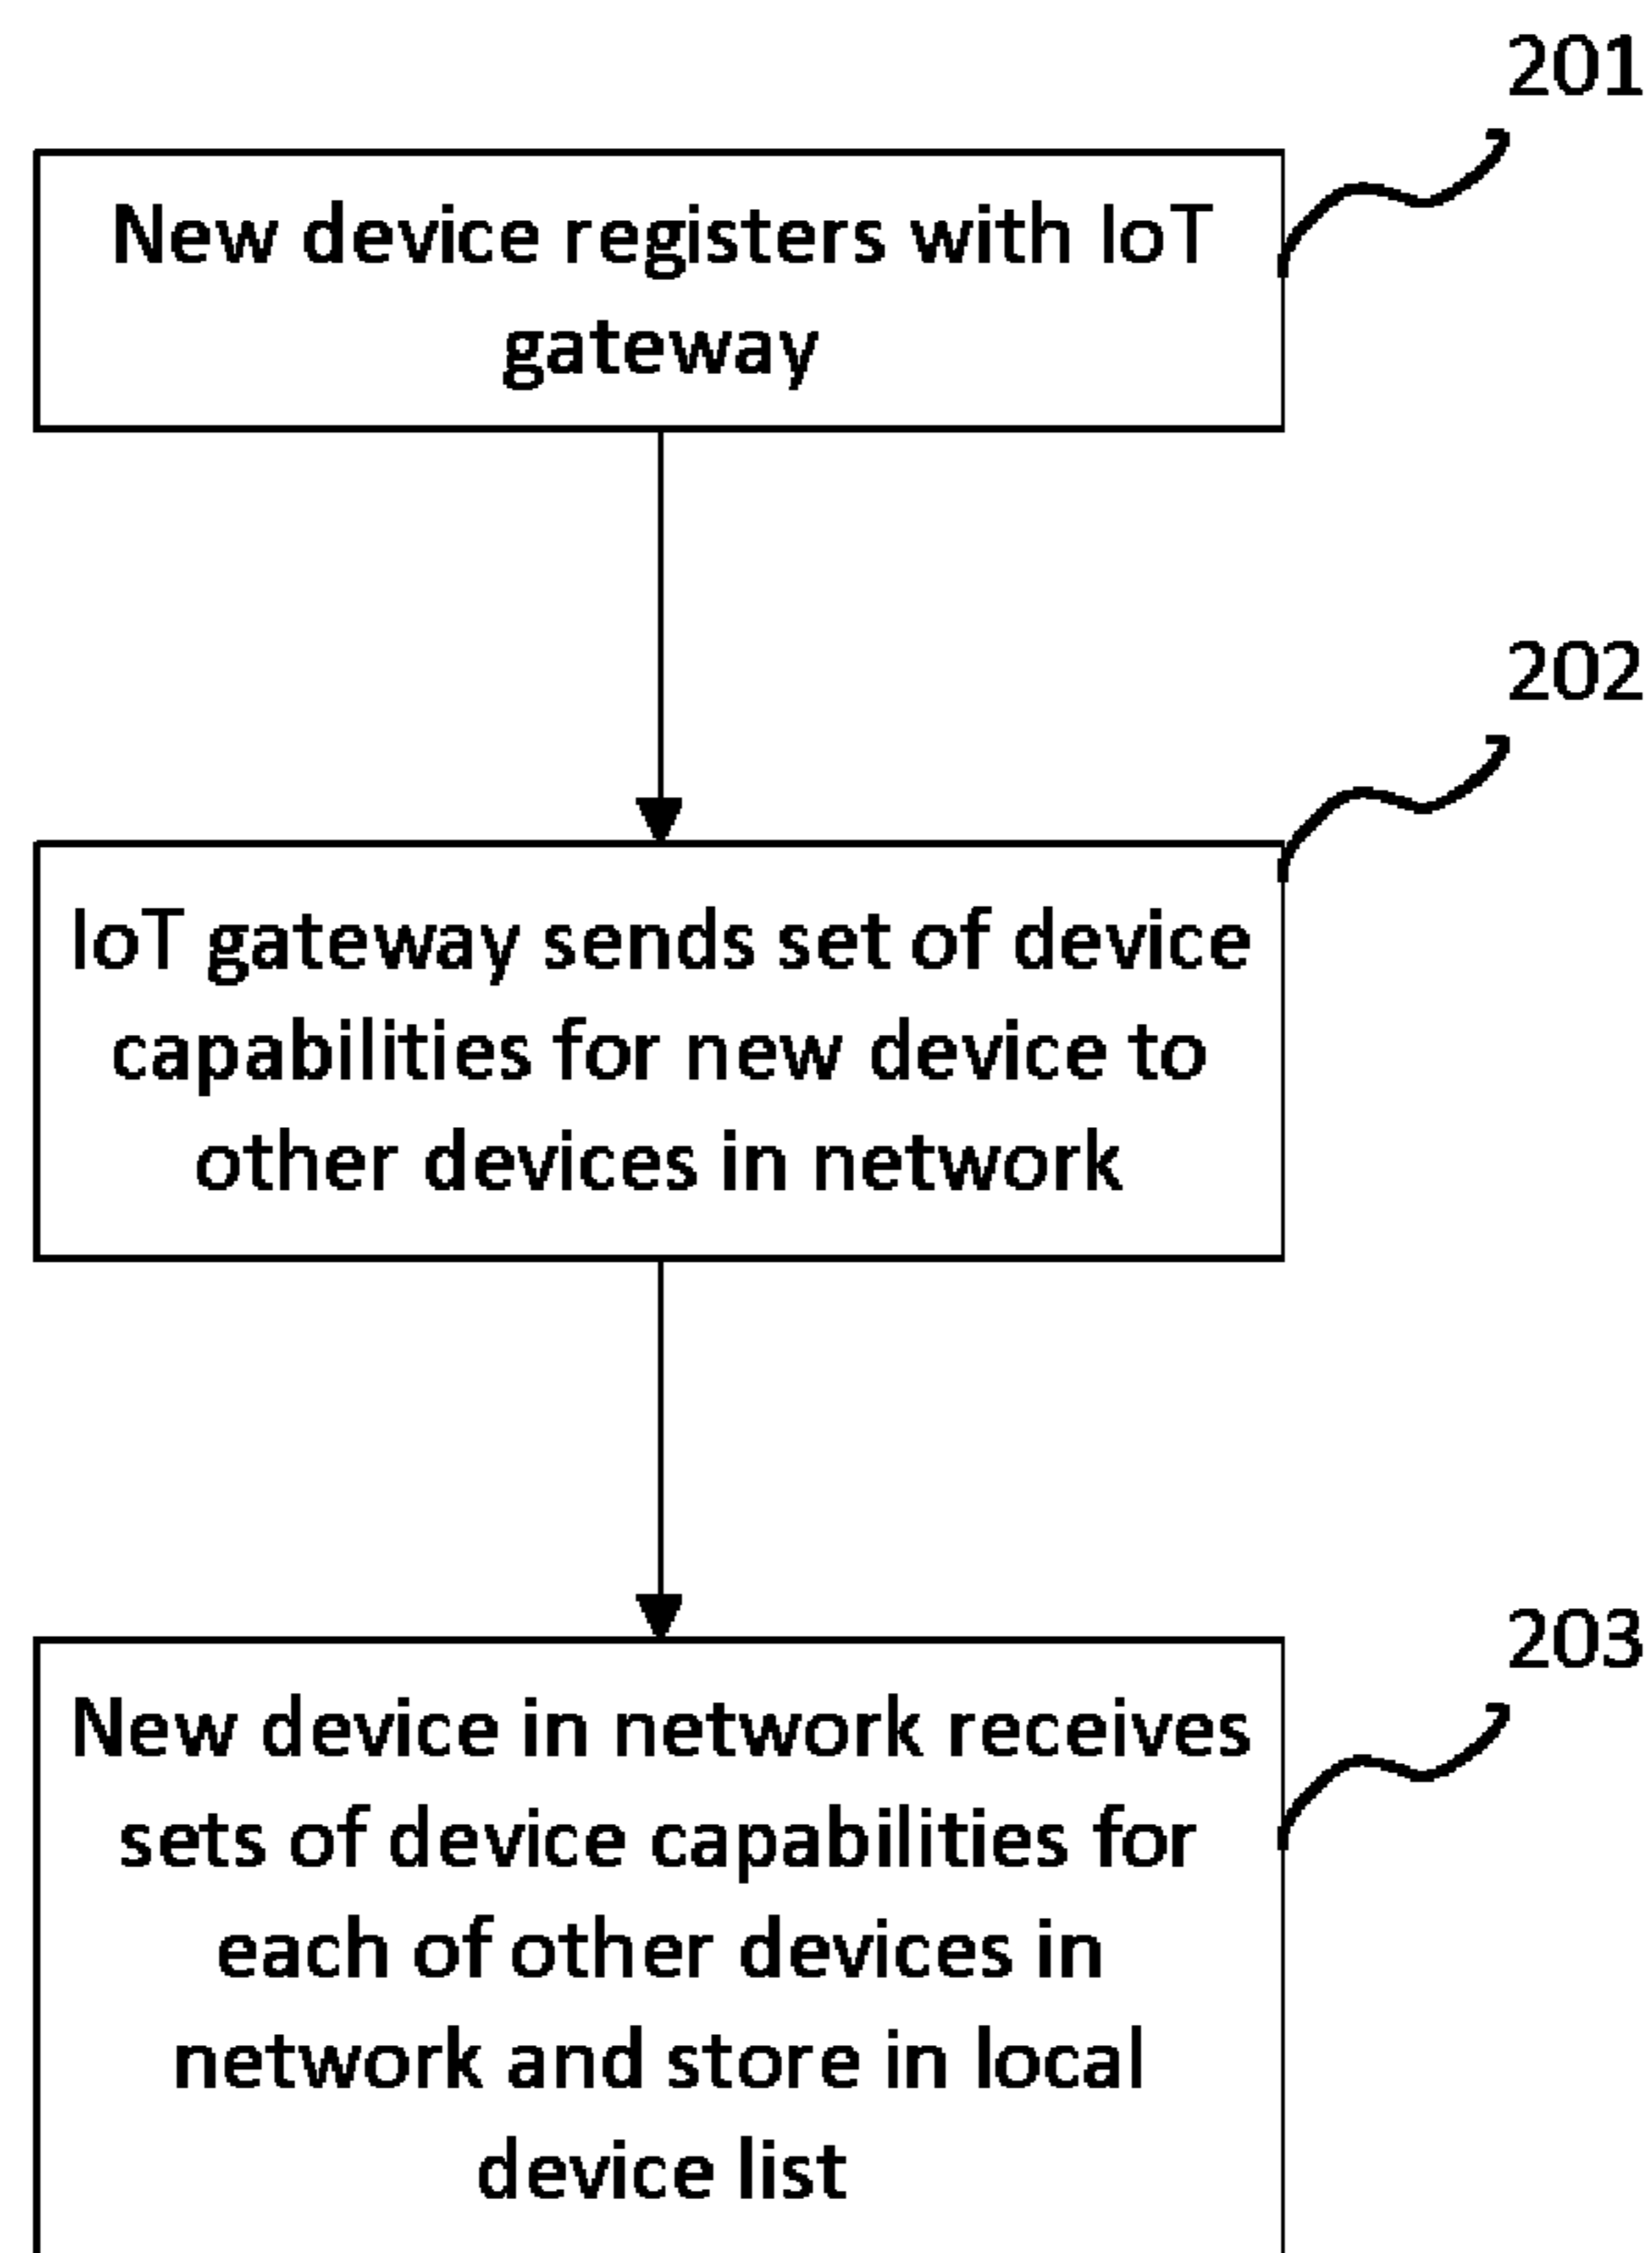 201
New device registers with IoT
gateway
202
IoT gateway sends set of device
capabilities for new device to
other devices in network
203
New device in network receives
sets of device capabilities for
each of other devices in
network and store in local
device list